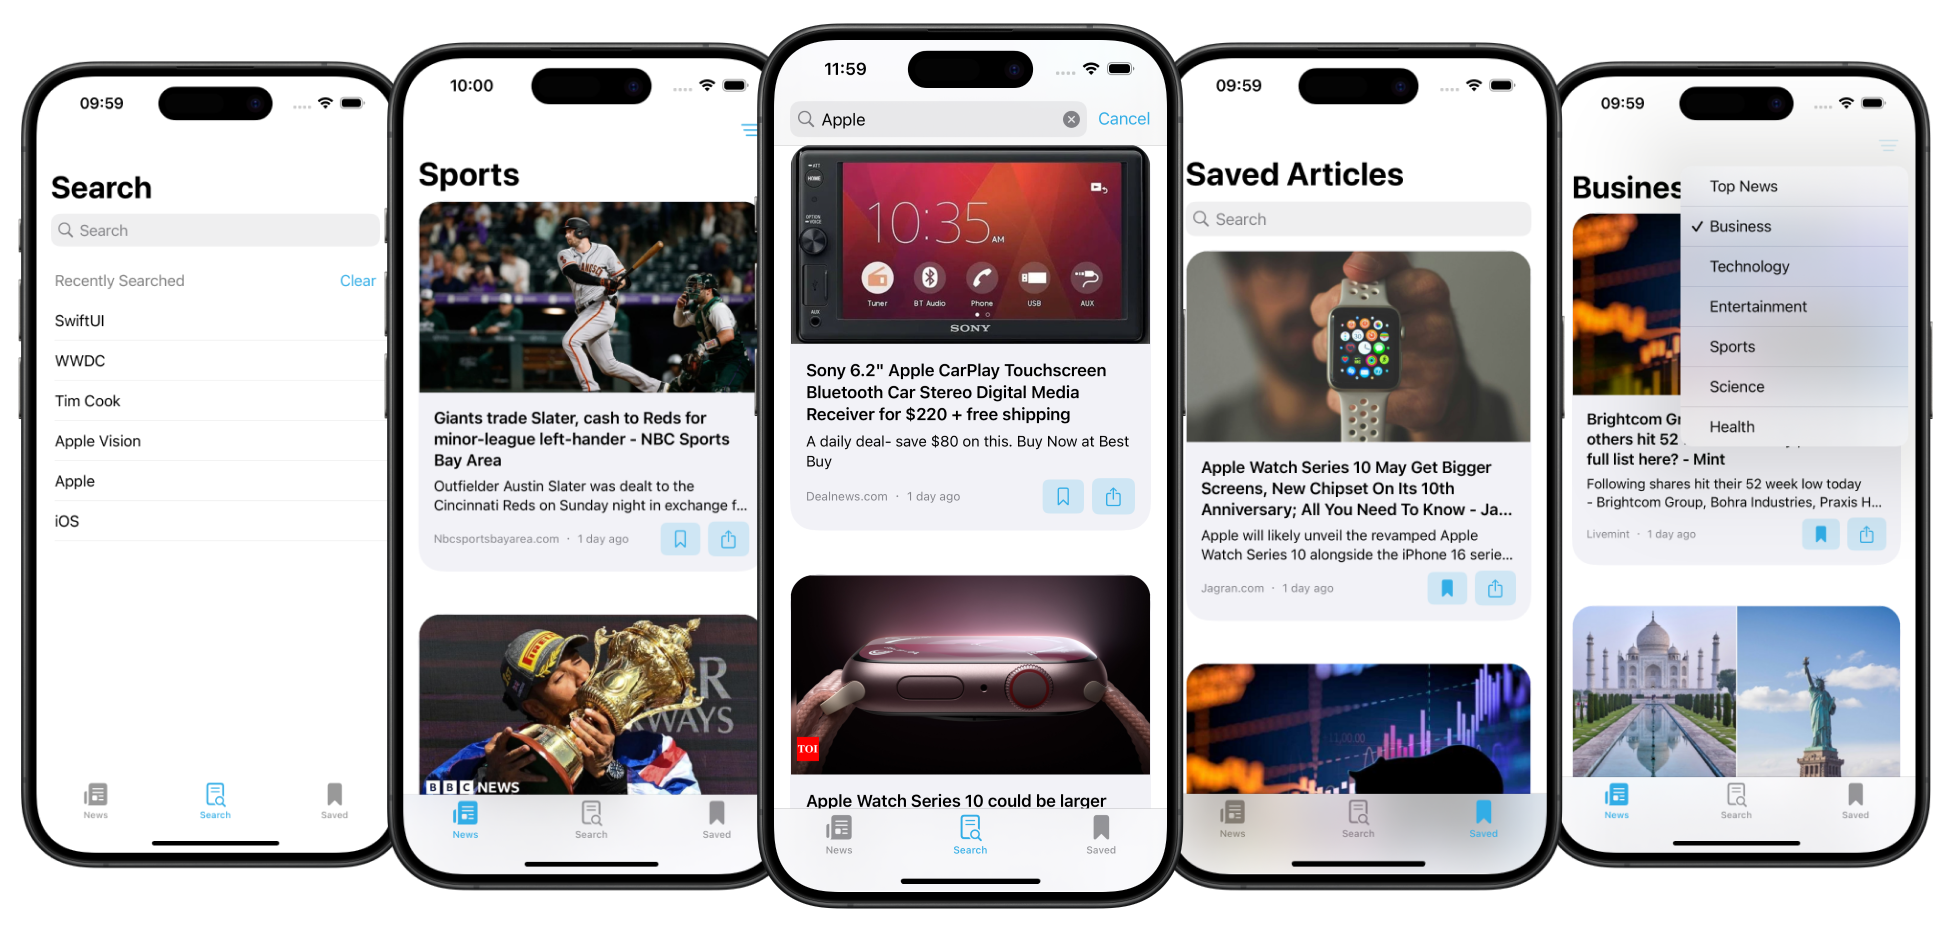 09:59
Search
Search
Recently Searched
Clear
SwiftUI
WWDC
Tim Cook
Apple Vision
Apple
iOS
News
Search
Saved
10:00
Sports
Giants trade Slater, cash to Reds for
minor-league left-hander - NBC Sports
Bay Area
Outfielder Austin Slater was dealt to the
Cincinnati Reds on Sunday night in exchange f...
Nbcsportsbayarea.com · 1 day ago
PIRELLI
R
WAYS
BBC NEWS
News
Search
Saved
11:59
Apple
Cancel
ATT
HOME
OPTION
VOICE
AUX
10:35 AM
Tuner
BT Audio
Phone
USB
AUX
SONY
Sony 6.2" Apple CarPlay Touchscreen
Bluetooth Car Stereo Digital Media
Receiver for $220 + free shipping
A daily deal- save $80 on this. Buy Now at Best
Buy
Dealnews.com · 1 day ago
TOI
Apple Watch Series 10 could be larger
News
Search
Saved
09:59
Saved Articles
Search
Apple Watch Series 10 May Get Bigger
Screens, New Chipset On Its 10th
Anniversary; All You Need To Know - Ja...
Apple will likely unveil the revamped Apple
Watch Series 10 alongside the iPhone 16 serie...
Jagran.com · 1 day ago
News
Search
Saved
09:59
Busines
Top News
✓ Business
Technology
Entertainment
Sports
Science
Health
Brightcom Gr
others hit 52
full list here? - Mint
Following shares hit their 52 week low today
- Brightcom Group, Bohra Industries, Praxis H...
Livemint · 1 day ago
News
Search
Saved